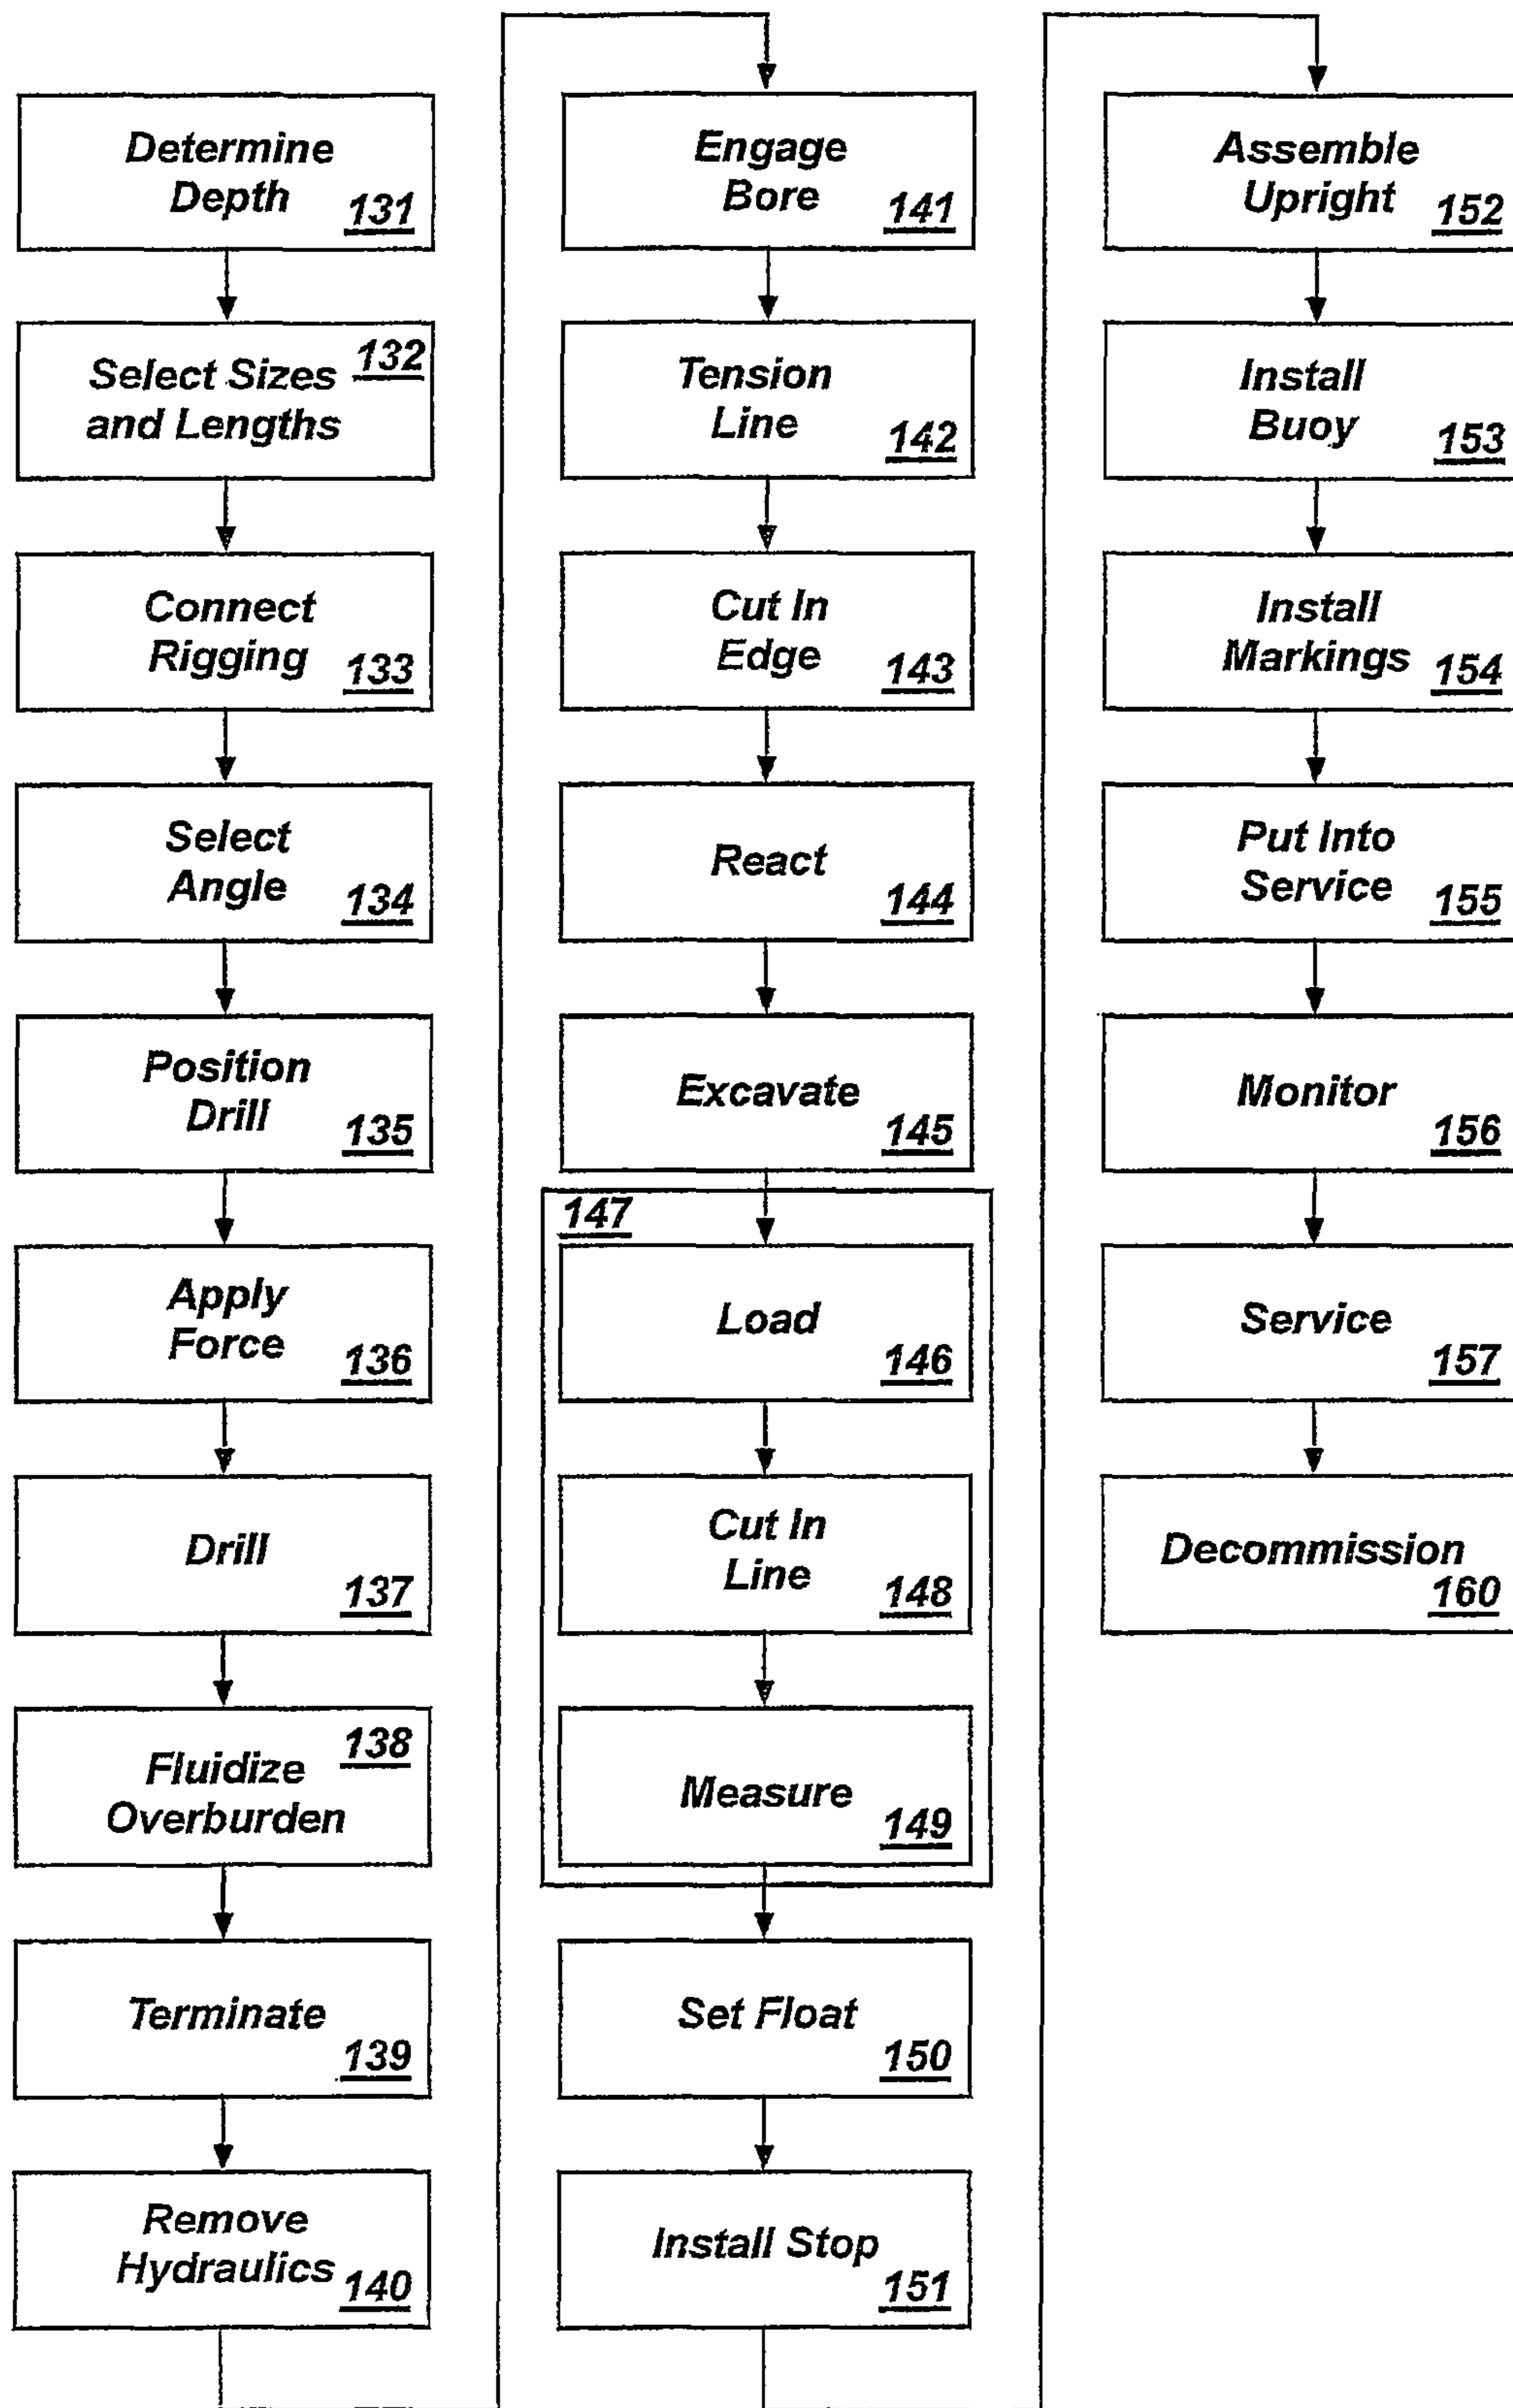 Determine
Depth 131
Select Sizes 132
and Lengths
Connect
Rigging 133
Select
Angle 134
Position
Drill 135
Apply
Force 136
Drill
137
Fluidize 138
Overburden
Terminate
139
Remove
Hydraulics 140
Engage
Bore 141
Tension
Line 142
Cut In
Edge 143
React
144
Excavate
145
147
Load
146
Cut In
Line 148
Measure
149
Set Float
150
Install Stop
151
Assemble
Upright 152
Install
Buoy 153
Install
Markings 154
Put Into
Service 155
Monitor
156
Service
157
Decommission
160